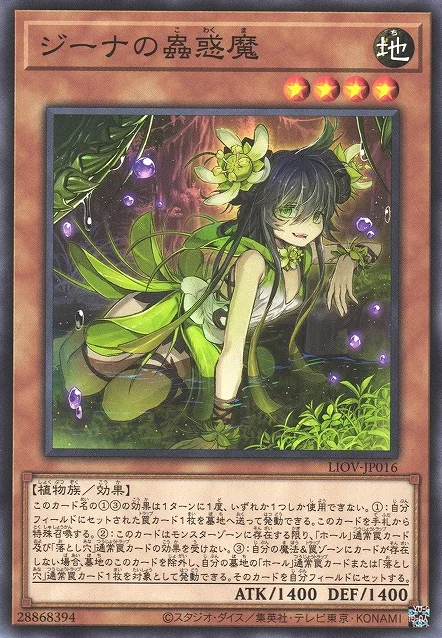 ジーナの蟲惑魔
地
LIOV-JP016
【植物族/効果】
このカード名の①③の効果は1ターンに1度、いずれか1つしか使用できない。①:自分
フィールドにセットされた罠カード1枚を墓地へ送って発動できる。このカードを手札から
特殊召喚する。②:このカードはモンスターゾーンに存在する限り、「ホール」通常罠カード
及び「落とし穴」通常罠カードの効果を受けない。③:自分の魔法&罠ゾーンにカードが存在
しない場合、墓地のこのカードを除外し、自分の墓地の「ホール」通常罠カードまたは「落とし
穴」通常罠カード1枚を対象として発動できる。そのカードを自分フィールドにセットする。
ATK/1400 DEF/1400
28868394 ©スタジオ・ダイス/集英社・テレビ東京・KONAMI